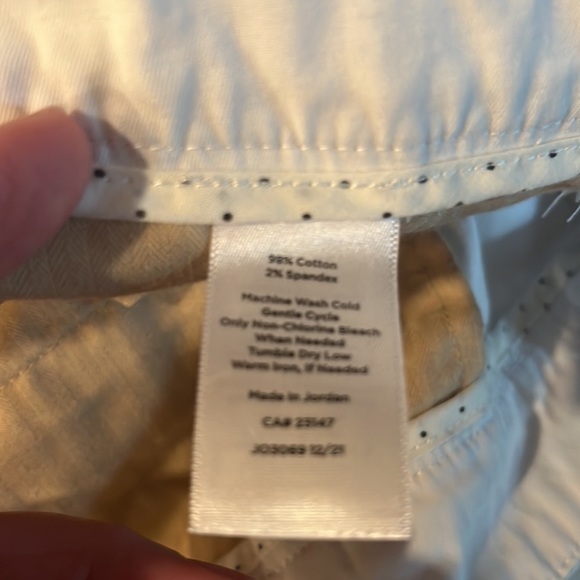 98% Cotton
2% Spandex
Machine Wash Cold
Gentle Cycle
Only Non-Chlorine Bleach
When Needed
Tumble Dry Low
Warm Iron, If Needed
Made in Jordan
CA# 23147
JO3069 12/21